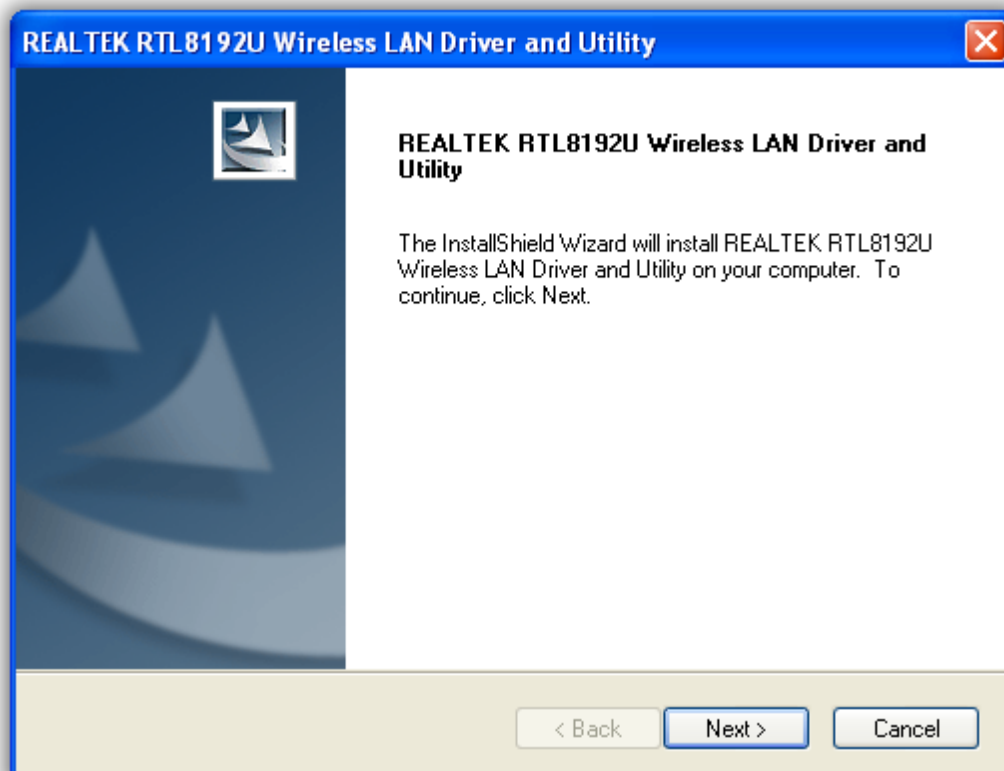 REALTEK RTL8192U Wireless LAN Driver and Utility
REALTEK RTL8192U Wireless LAN Driver and
Utility
The InstallShield Wizard will install REALTEK RTL8192U
Wireless LAN Driver and Utility on your computer.  To
continue, click Next.
< Back Next > Cancel